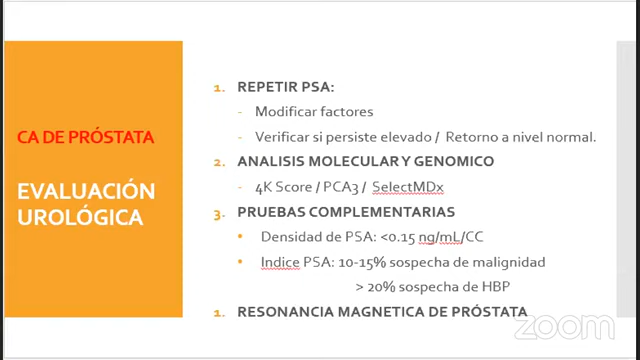 CA DE PRÓSTATA
EVALUACIÓN
UROLÓGICA
1. REPETIR PSA:
- Modificar factores
- Verificar si persiste elevado / Retorno a nivel normal.
2. ANALISIS MOLECULAR Y GENOMICO
- 4K Score / PCA3 / SelectMDx
3. PRUEBAS COMPLEMENTARIAS
• Densidad de PSA: <0.15 ng/mL/CC
• Indice PSA: 10-15% sospecha de malignidad
> 20% sospecha de HBP
1. RESONANCIA MAGNETICA DE PRÓSTATA
zoom